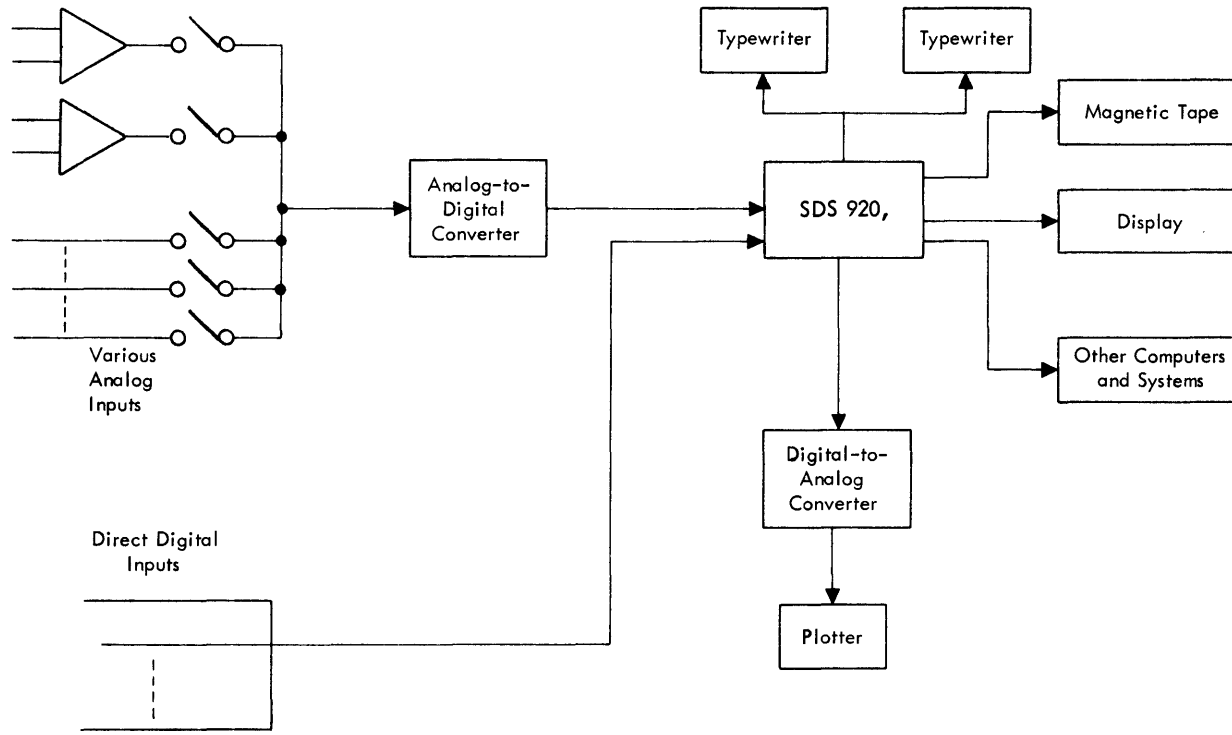 Typewriter
Typewriter
Magnetic Tape
Analog-to-
Digital
Converter
SDS 920,
Display
Various
Analog
Inputs
Other Computers
and Systems
Digital-to-
Analog
Converter
Direct Digital
Inputs
Plotter